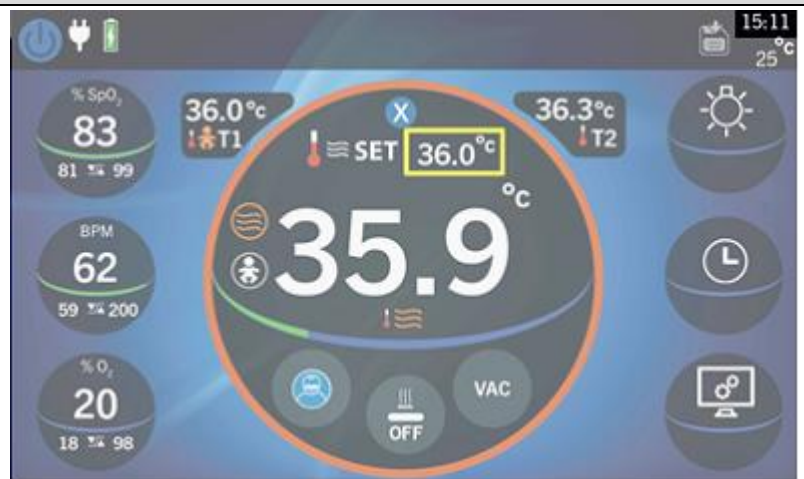 15:11
25°C
% SpO₂
83
81 99
BPM
62
59 200
%O₂
20
18 98
36.0°C
T1
X
36.3°C
T2
SET 36.0°C
35.9°C
OFF
VAC